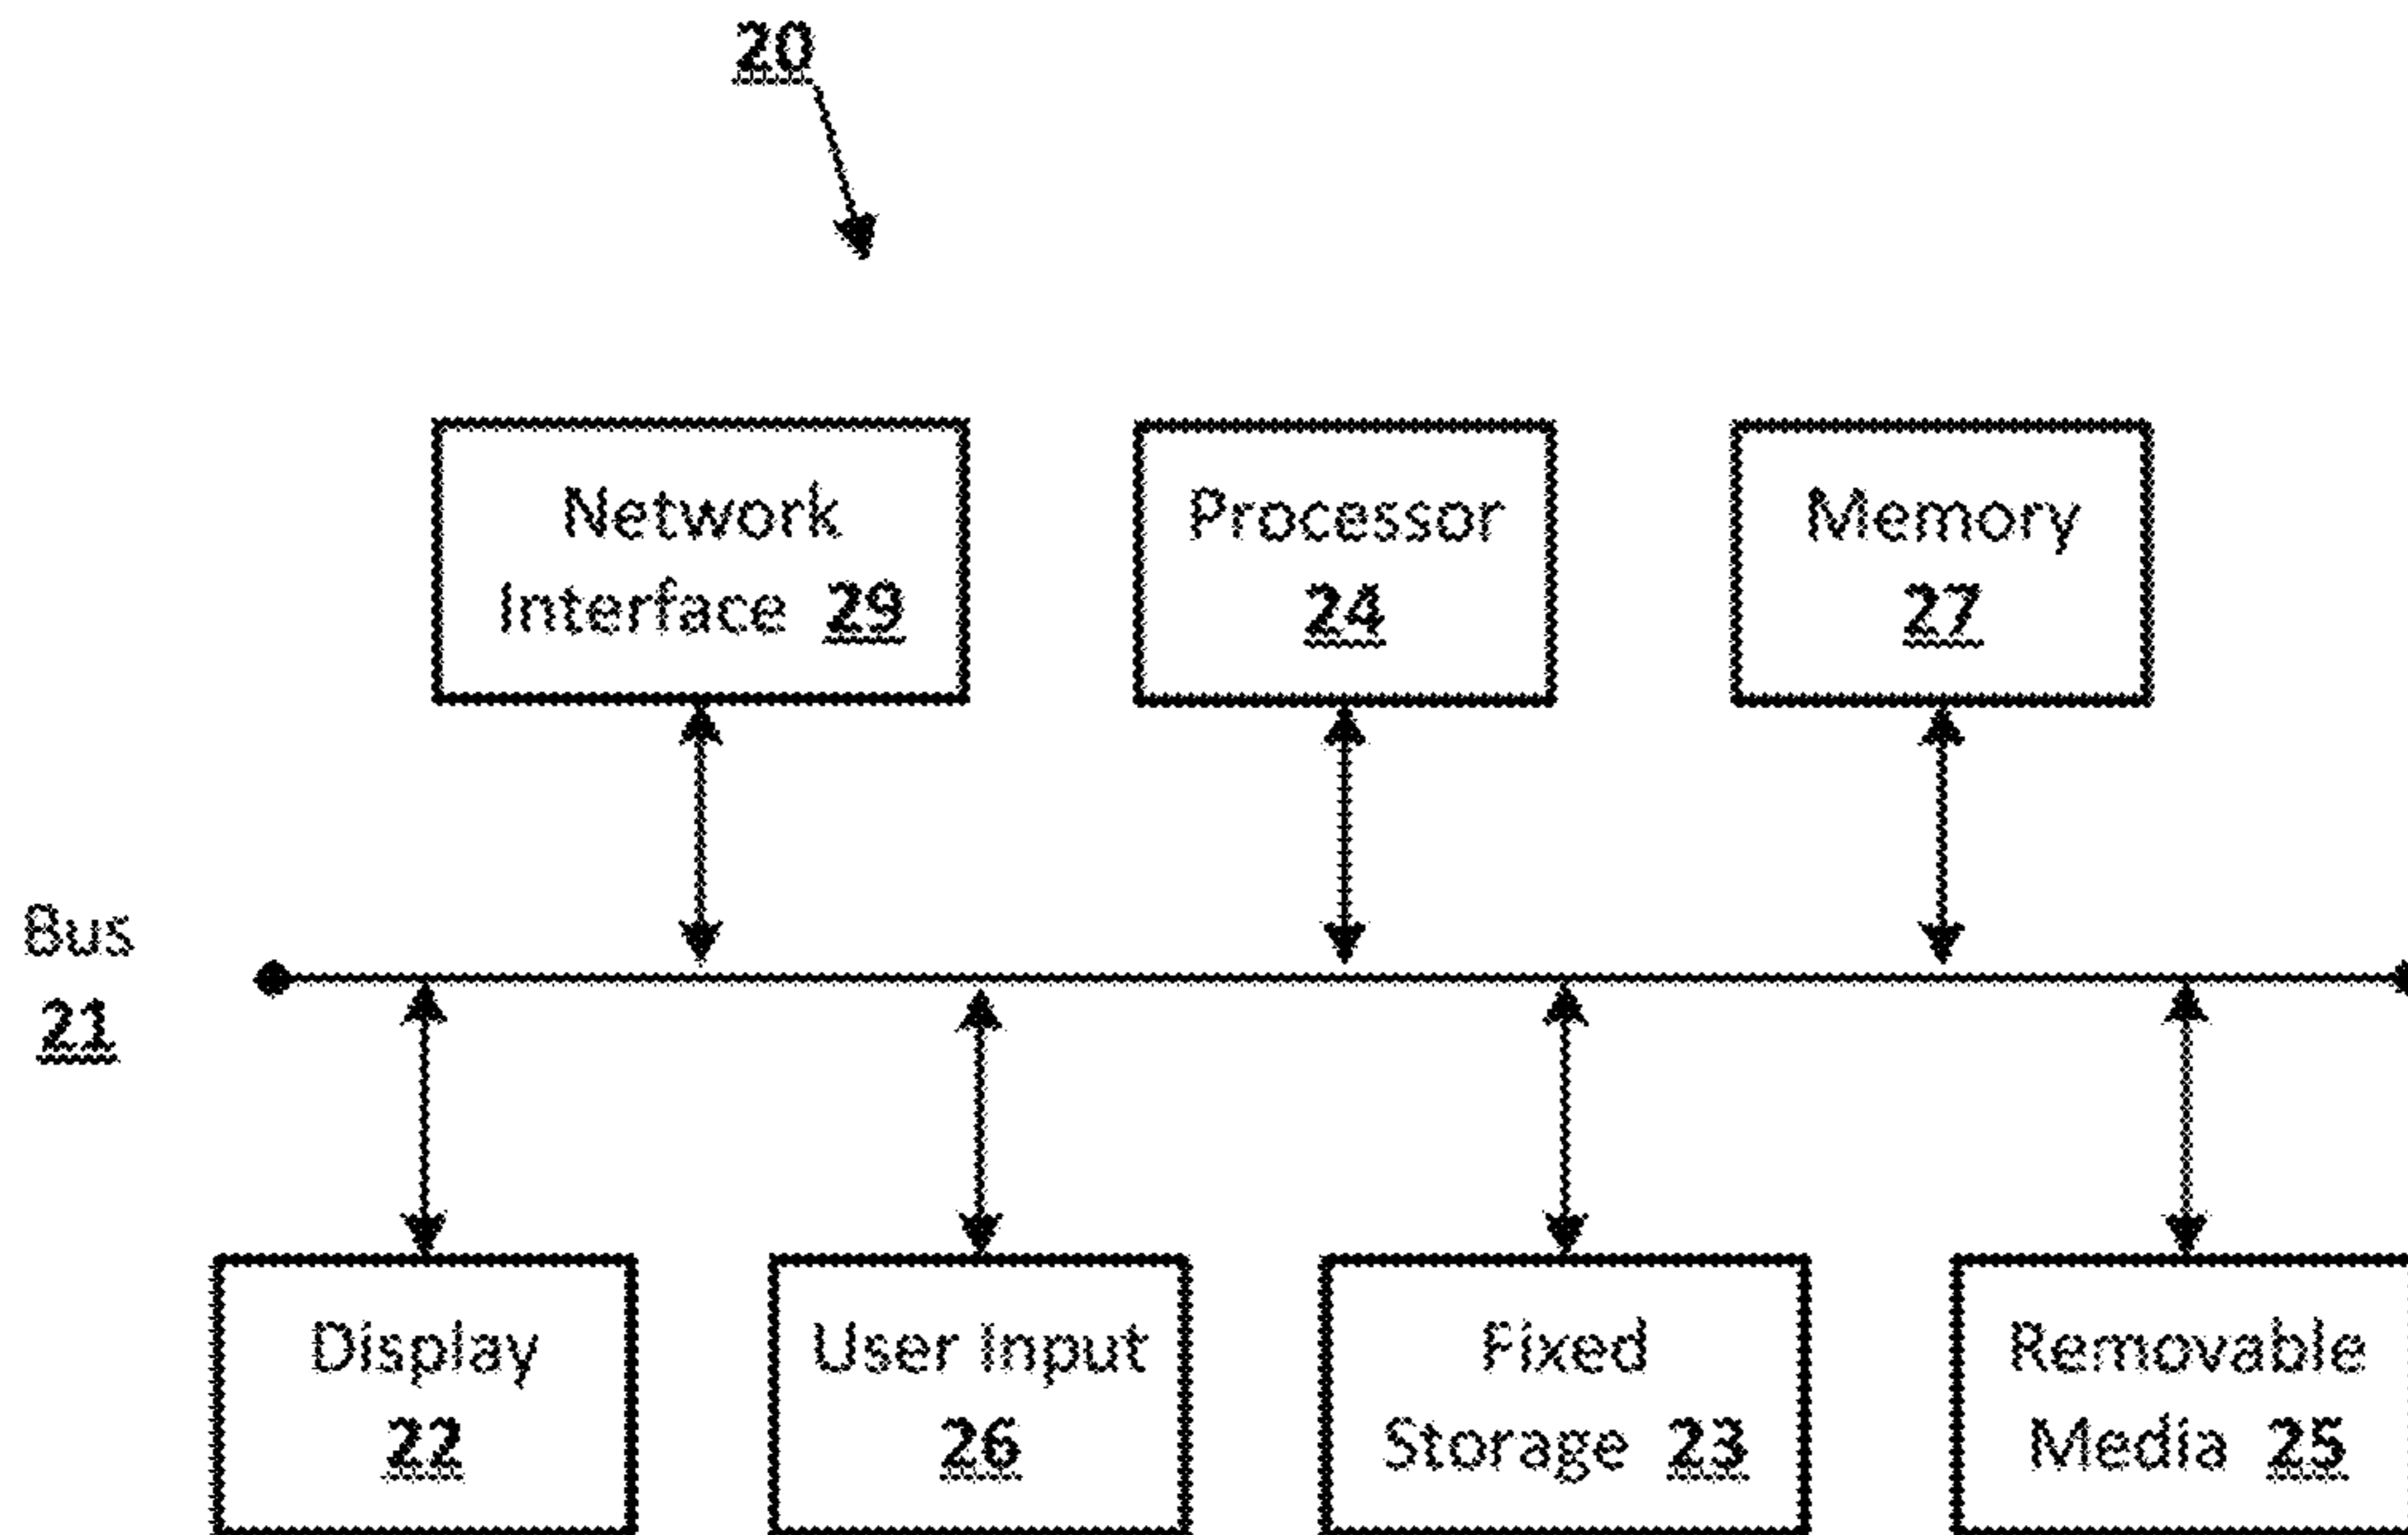 20
Network
Interface 29
Processor
24
Memory
27
Bus
21
Display
22
User Input
26
Fixed
Storage 23
Removable
Media 25